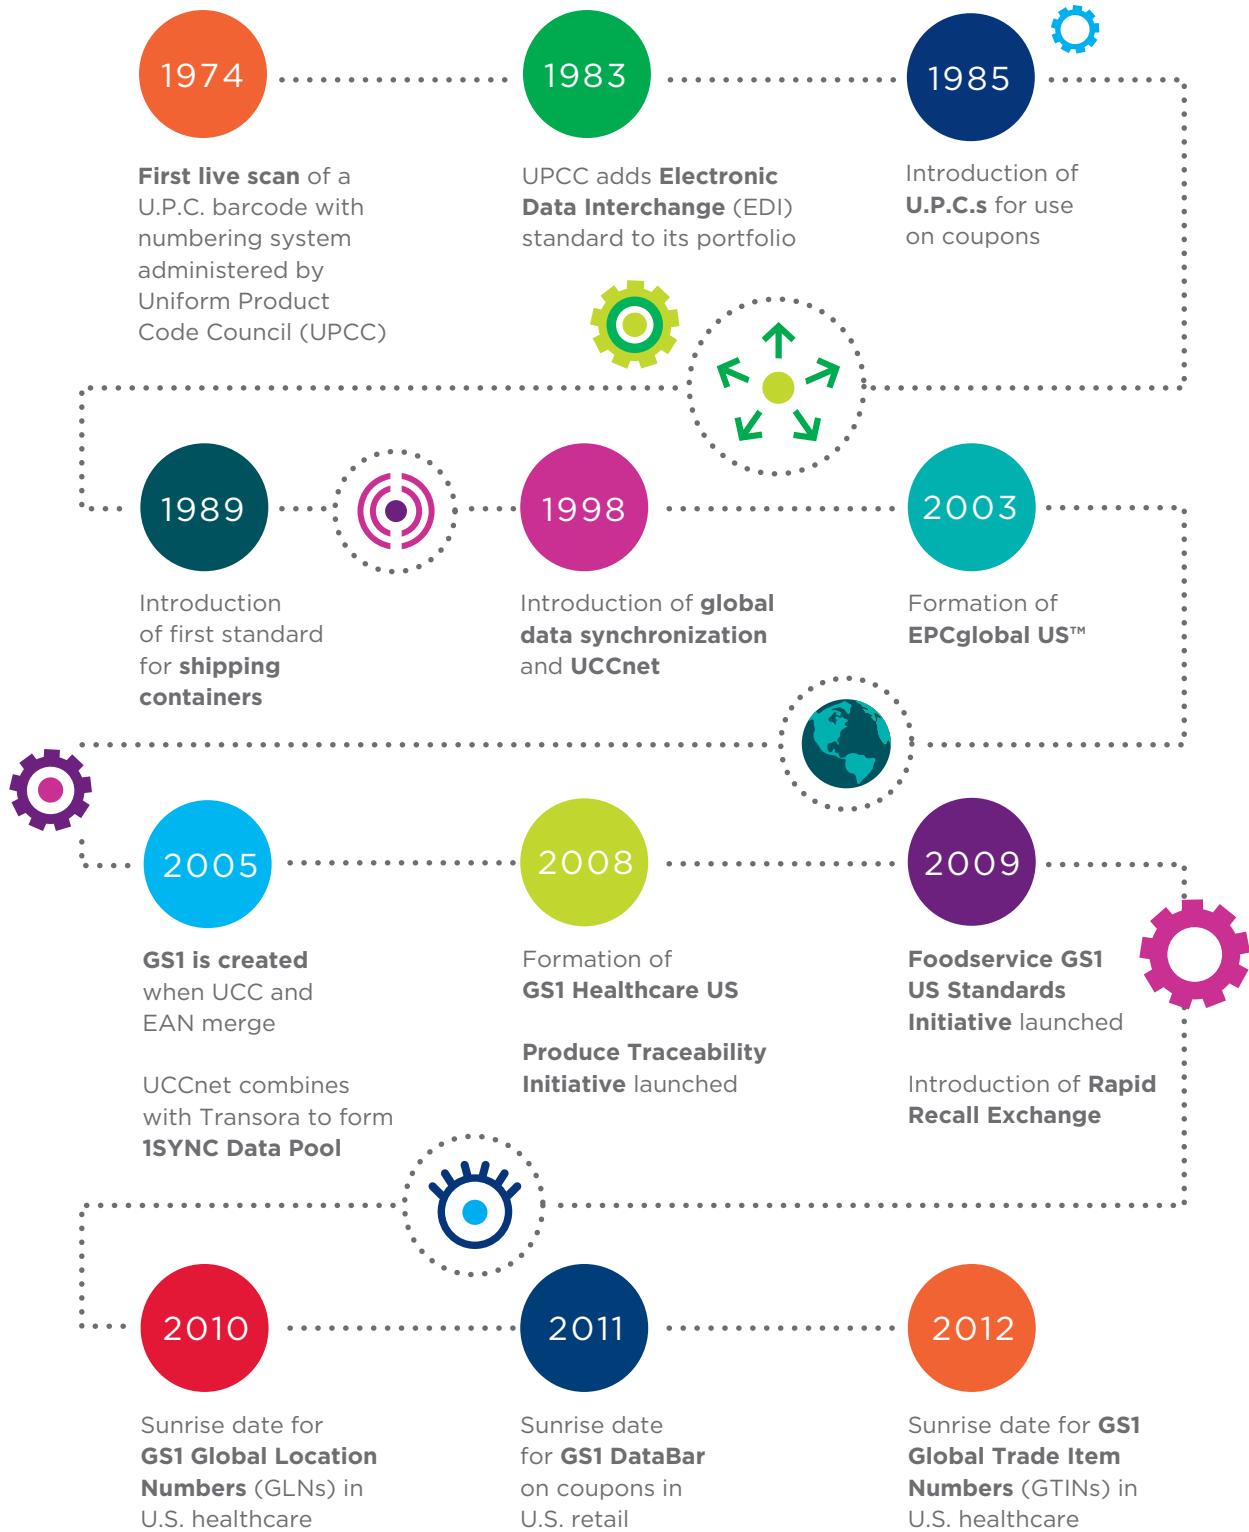 1974
First live scan of a
U.P.C. barcode with
numbering system
administered by
Uniform Product
Code Council (UPCC)
1983
UPCC adds Electronic
Data Interchange (EDI)
standard to its portfolio
1985
Introduction of
U.P.C.s for use
on coupons
1989
Introduction
of first standard
for shipping
containers
1998
Introduction of global
data synchronization
and UCCnet
2003
Formation of
EPCglobal US™
2005
GS1 is created
when UCC and
EAN merge
UCCnet combines
with Transora to form
1SYNC Data Pool
2008
Formation of
GS1 Healthcare US
Produce Traceability
Initiative launched
2009
Foodservice GS1
US Standards
Initiative launched
Introduction of Rapid
Recall Exchange
2010
Sunrise date for
GS1 Global Location
Numbers (GLNs) in
U.S. healthcare
2011
Sunrise date
for GS1 DataBar
on coupons in
U.S. retail
2012
Sunrise date for GS1
Global Trade Item
Numbers (GTINs) in
U.S. healthcare